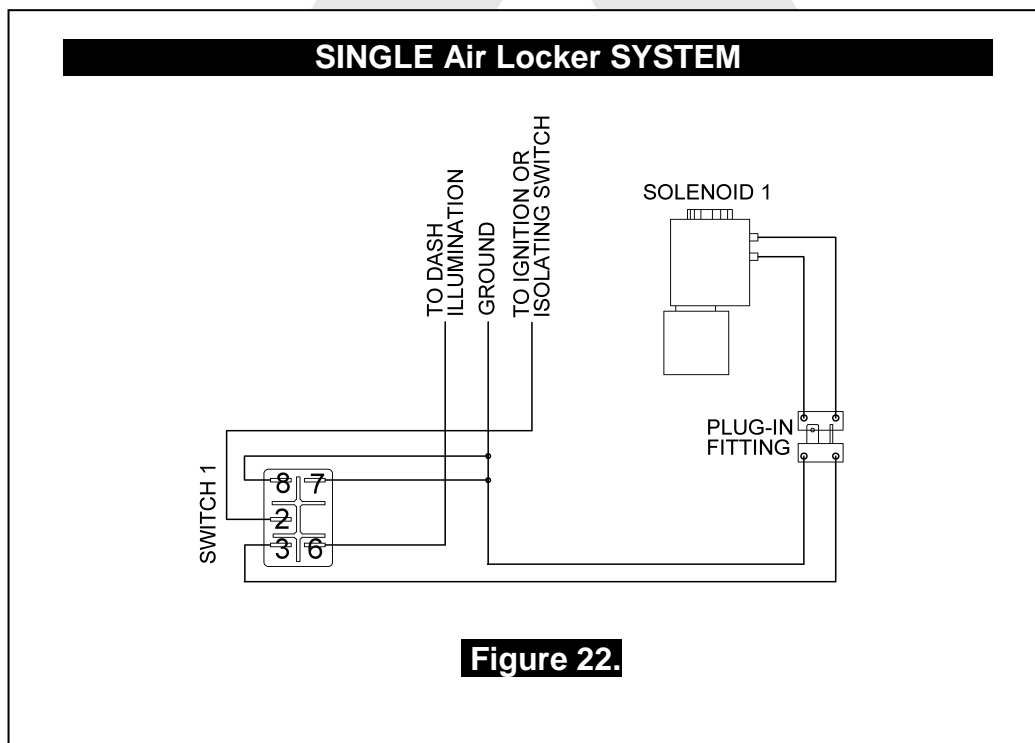 SINGLE Air Locker SYSTEM
TO DASH
ILLUMINATION
GROUND
TO IGNITION OR
ISOLATING SWITCH
SOLENOID 1
PLUG-IN
FITTING
SWITCH 1
8 7
2
3 6
Figure 22.